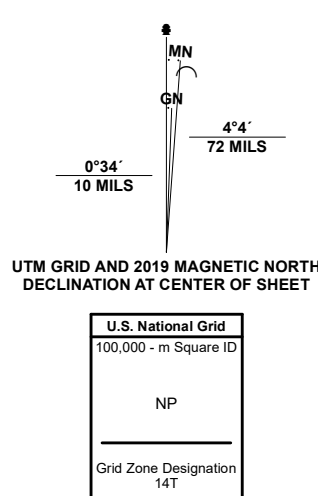 MN
GN
4°4´
72 MILS
0°34´
10 MILS
UTM GRID AND 2019 MAGNETIC NORTH
DECLINATION AT CENTER OF SHEET
U.S. National Grid
100,000 - m Square ID
NP
Grid Zone Designation
14T